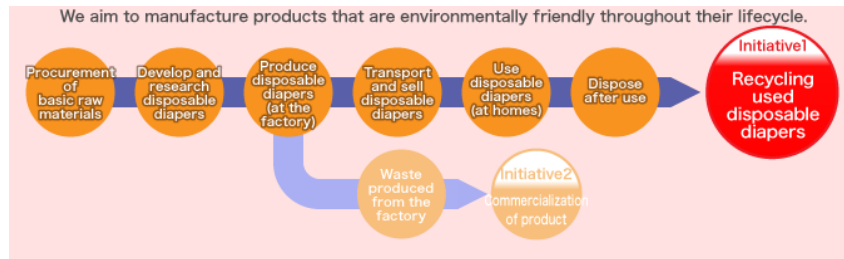 We aim to manufacture products that are environmentally friendly throughout their lifecycle.
Procurement
of
basic raw
materials
Develop and
research
disposable
diapers
Produce
disposable
diapers
(at the
factory)
Transport
and sell
disposable
diapers
Use
disposable
diapers
(at homes)
Dispose
after use
Initiative1
Recycling
used
disposable
diapers
Waste
produced
from the
factory
Initiative2
Commercialization
of product